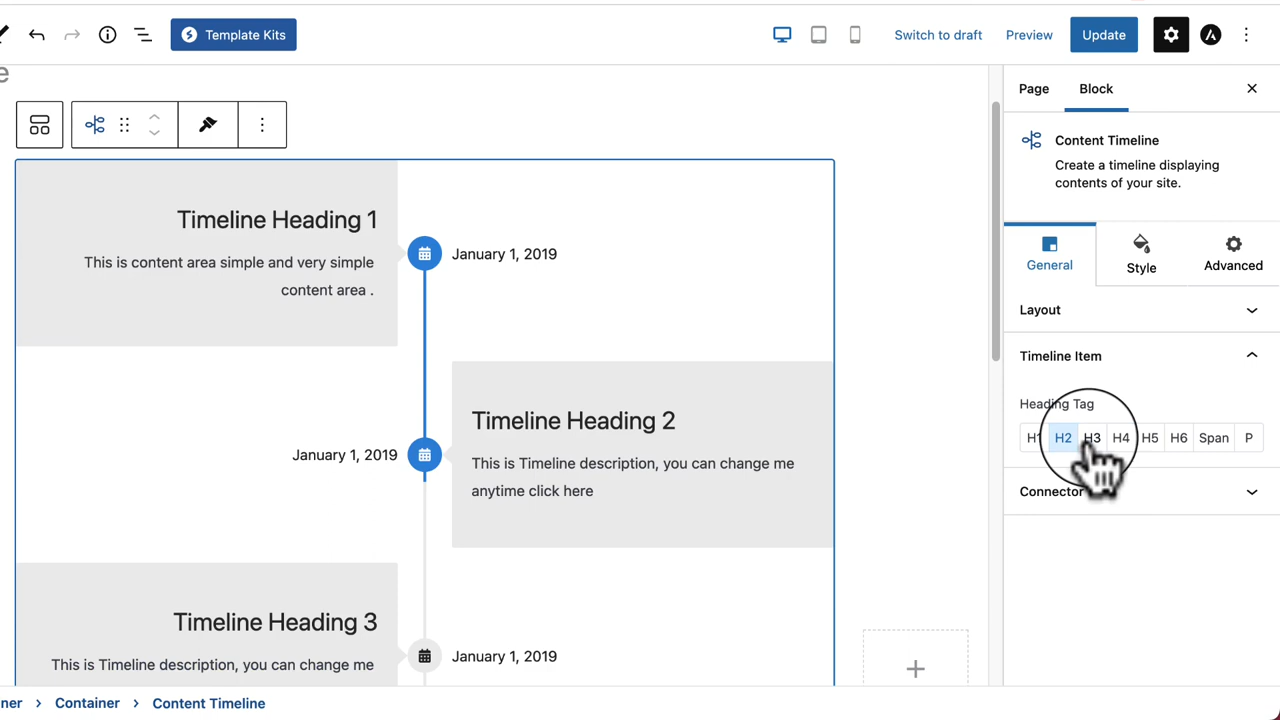 Template Kits
Switch to draft
Preview
Update
e
Page
Block
Content Timeline
Create a timeline displaying
contents of your site.
General
Style
Advanced
Layout
Timeline Item
Heading Tag
H1 H2 H3 H4 H5 H6 Span P
Connector
Timeline Heading 1
This is content area simple and very simple
content area .
January 1, 2019
Timeline Heading 2
This is Timeline description, you can change me
anytime click here
January 1, 2019
Timeline Heading 3
This is Timeline description, you can change me
January 1, 2019
ner > Container > Content Timeline